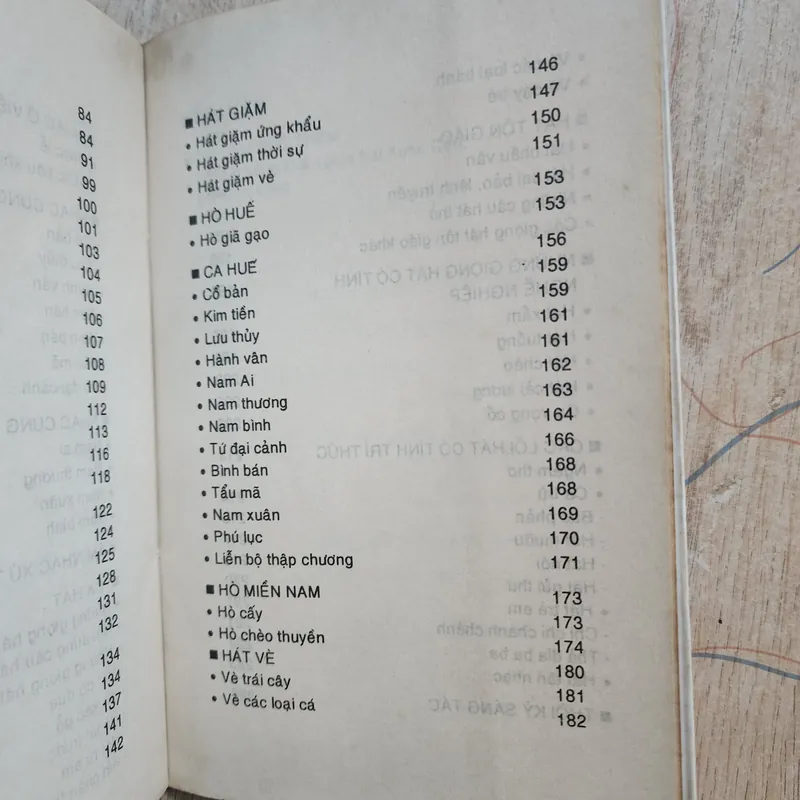 84
84
91
99
100
101
103
104
105
106
107
108
109
112
113
116
118
122
124
125
128
131
132
134
134
137
141
142
■ HÁT GIẶM 146
• Hát giặm ứng khẩu 147
• Hát giặm thời sự 150
• Hát giặm vè 151
■ HÒ HUẾ 153
• Hò giã gạo 153
■ CA HUẾ 156
• Cổ bản 159
• Kim tiền 159
• Lưu thủy 161
• Hành vân 161
• Nam Ai 162
• Nam thương 163
• Nam bình 164
• Tứ đại cảnh 166
• Bình bán 168
• Tẩu mã 168
• Nam xuân 169
• Phú lục 170
• Liễn bộ thập chương 171
■ HÒ MIỀN NAM 173
• Hò cấy 173
• Hò chèo thuyền 174
■ HÁT VÈ 180
• Vè trái cây 181
• Vè các loại cá 182